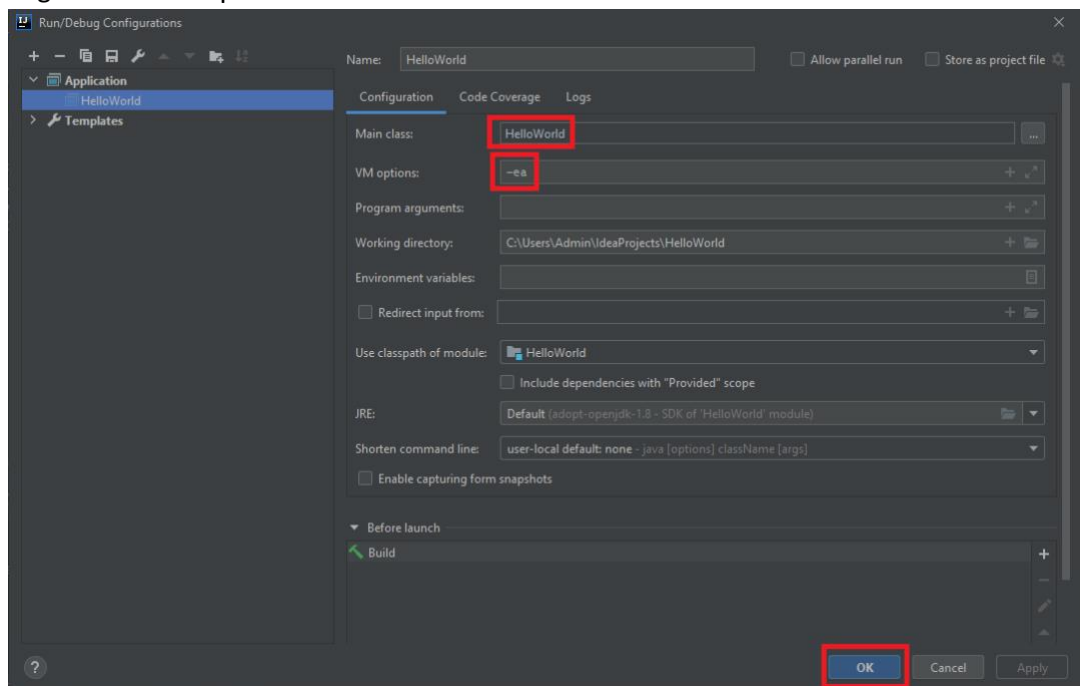 Run/Debug Configurations
Application
HelloWorld
Templates
Name: HelloWorld
Allow parallel run
Store as project file
Configuration Code Coverage Logs
Main class: HelloWorld ...
VM options: -ea
Program arguments:
Working directory: C:\Users\Admin\IdeaProjects\HelloWorld
Environment variables:
Redirect input from:
Use classpath of module: HelloWorld
Include dependencies with "Provided" scope
JRE: Default (adopt-openjdk-1.8 - SDK of 'HelloWorld' module)
Shorten command line: user-local default: none - java [options] className [args]
Enable capturing form snapshots
Before launch
Build
? OK Cancel Apply